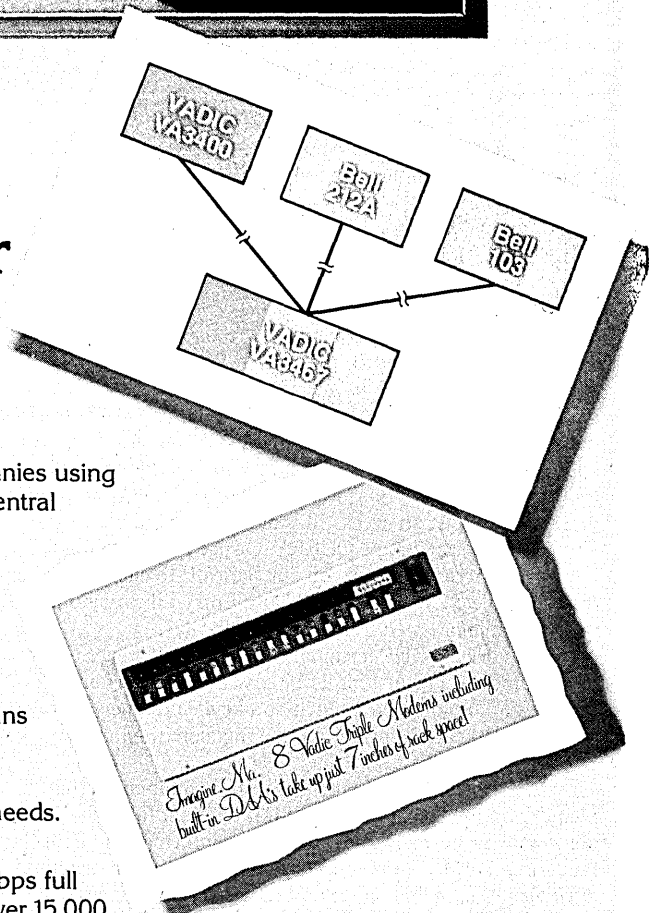 VADIC
VA3400
Bell
212A
Bell
103
r
VADIC
VA3467
nies using
entral
Imagine Ma. 8 Vadic Triple Modems including
built-in DAA's take up just 7 inches of rack space!
ns
needs.
ops full
ver 15,000